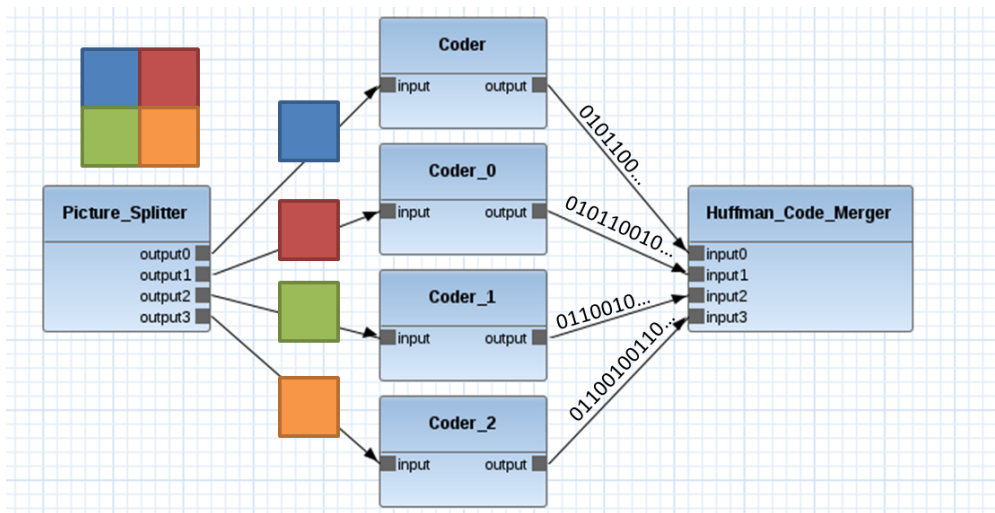 Coder
input output
0101100...
Coder_0
input output
010110010...
Picture_Splitter
output0
output1
output2
output3
Huffman_Code_Merger
input0
input1
input2
input3
Coder_1
input output
0110010...
Coder_2
input output
01100100110...